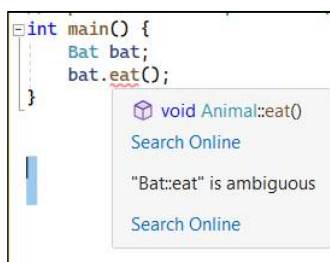 int main() {
Bat bat;
bat.eat();
}
void Animal::eat()
Search Online
"Bat::eat" is ambiguous
Search Online